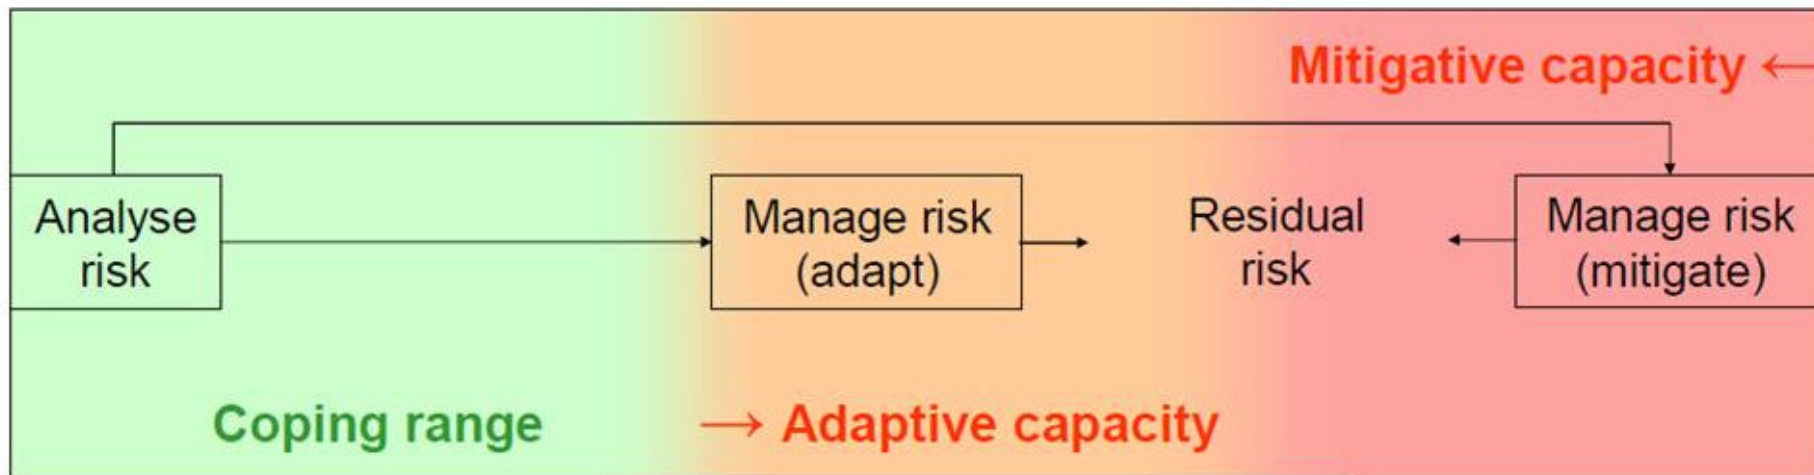 Mitigative capacity ←
Analyse
risk
Manage risk
(adapt)
Residual
risk
Manage risk
(mitigate)
Coping range
→ Adaptive capacity